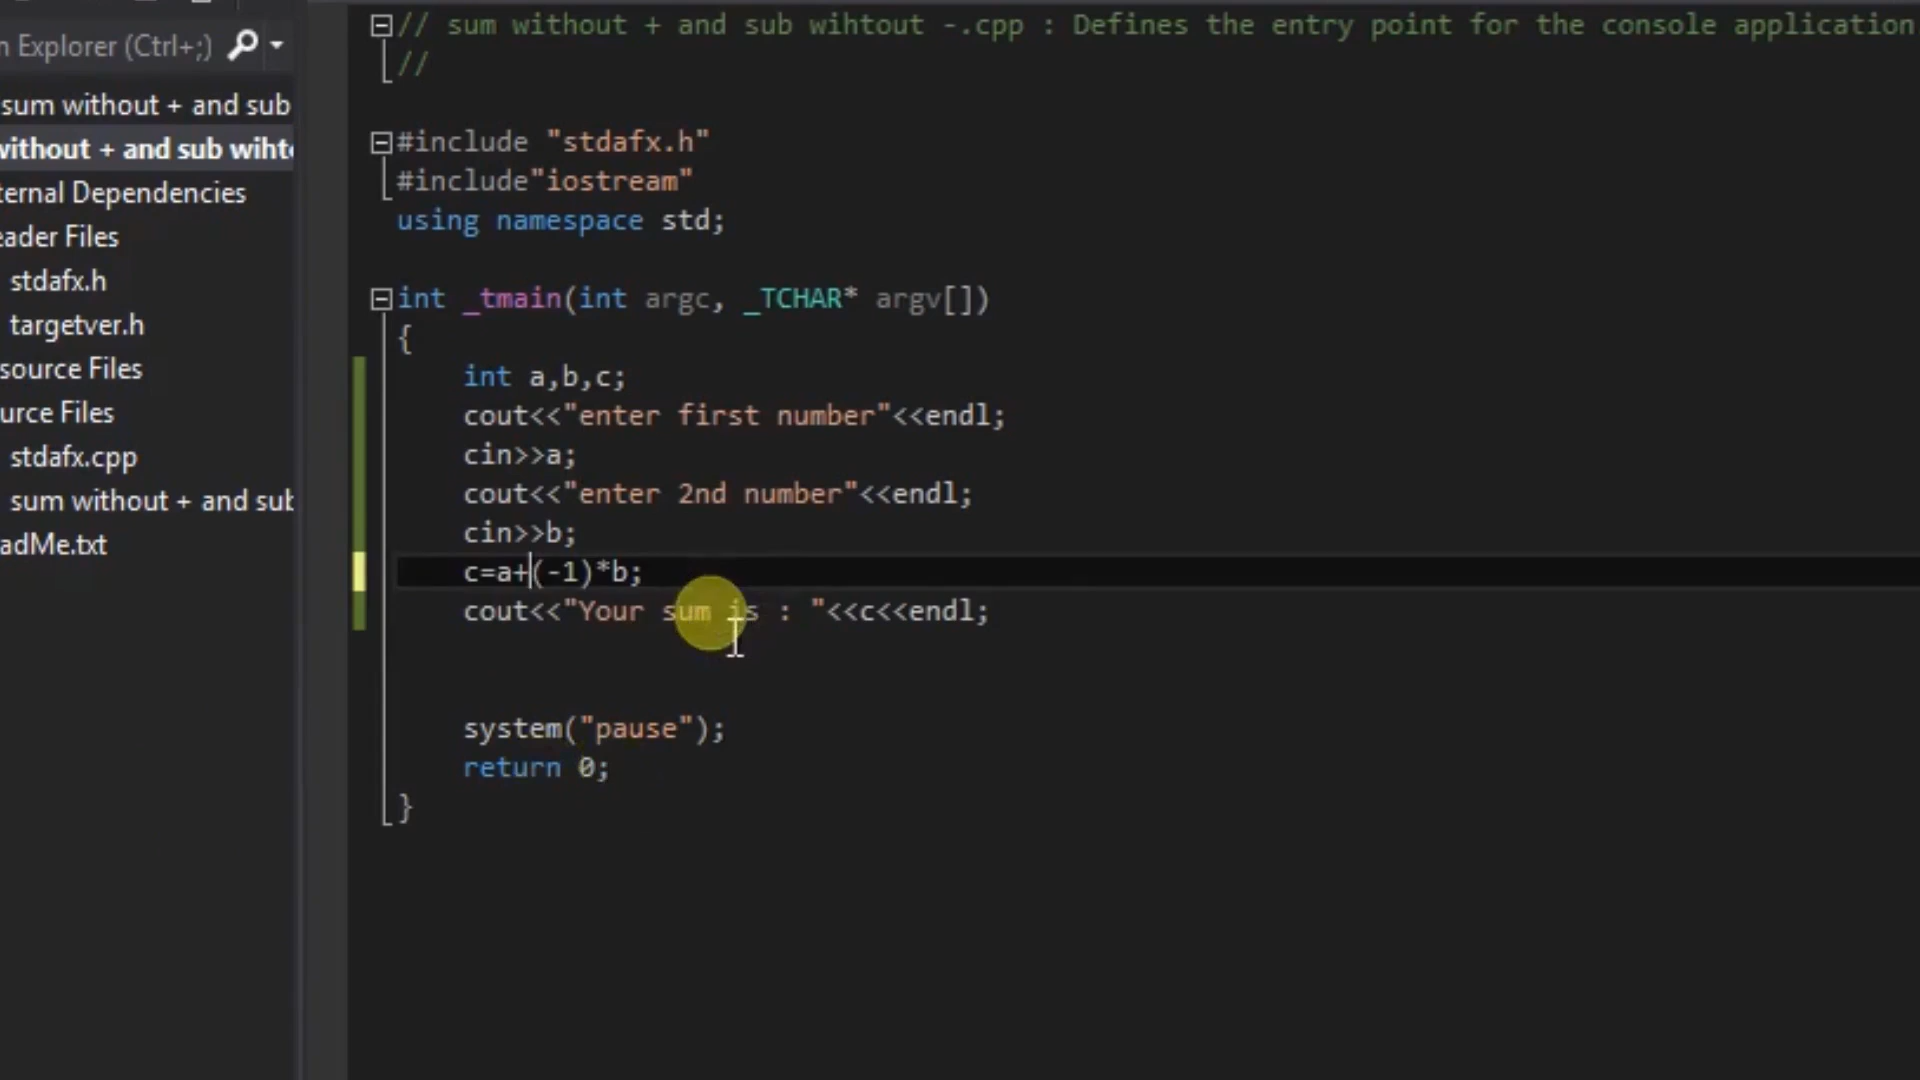 n Explorer (Ctrl+;)
sum without + and sub
without + and sub wiht
ternal Dependencies
eader Files
stdafx.h
targetver.h
source Files
urce Files
stdafx.cpp
sum without + and sub
adMe.txt
// sum without + and sub wihtout -.cpp : Defines the entry point for the console application
//
#include "stdafx.h"
#include"iostream"
using namespace std;
int _tmain(int argc, _TCHAR* argv[])
{
int a,b,c;
cout<<"enter first number"<<endl;
cin>>a;
cout<<"enter 2nd number"<<endl;
cin>>b;
c=a+(-1)*b;
cout<<"Your sum is : "<<c<<endl;
system("pause");
return 0;
}